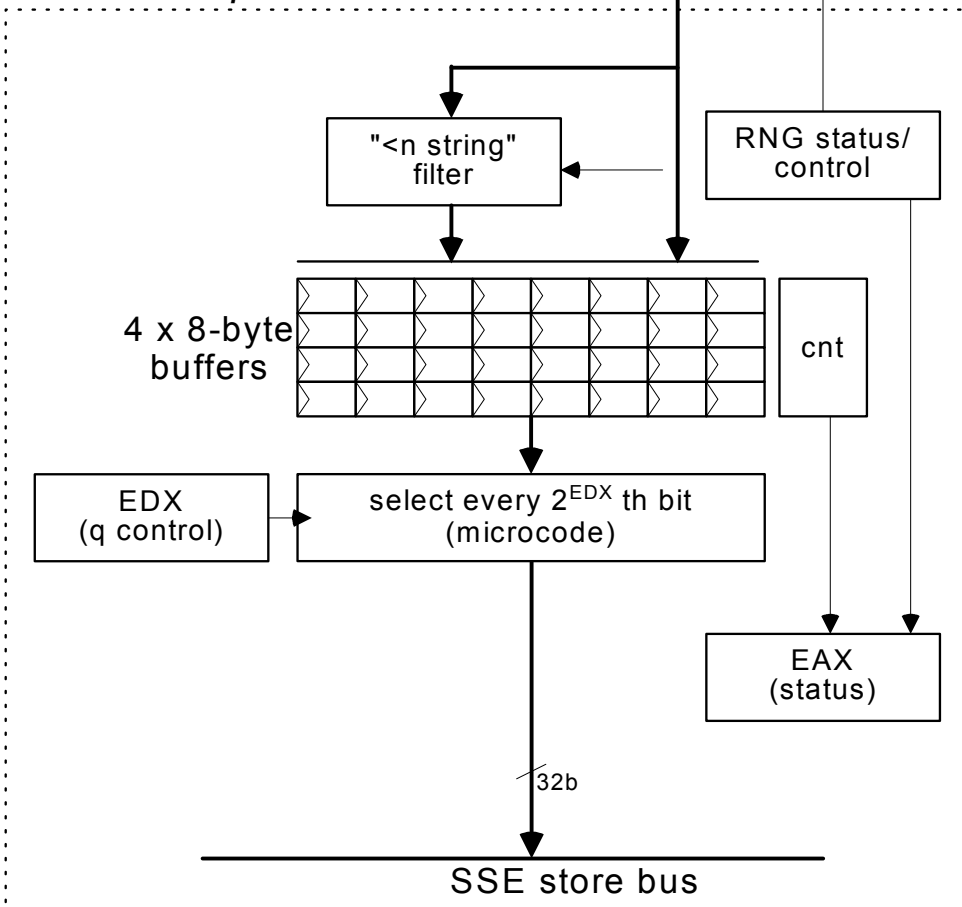 "<n string"
filter
RNG status/
control
4 x 8-byte
buffers
cnt
EDX
(q control)
select every 2^EDX th bit
(microcode)
EAX
(status)
32b
SSE store bus